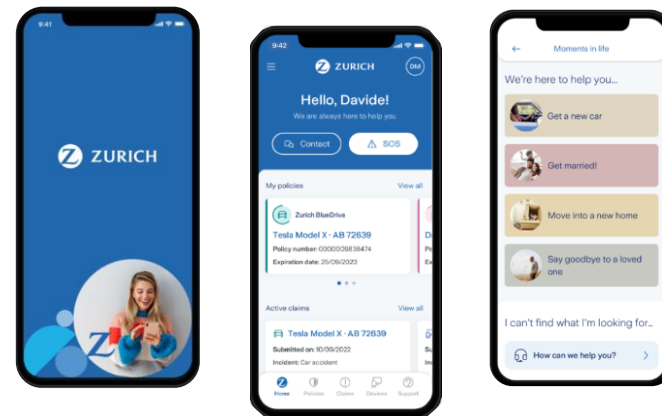 9:41
ZURICH
9:42
ZURICH
DM
Hello, Davide!
We are always here to help you
Contact
SOS
My policies
View all
Zurich BlueDrive
Tesla Model X · AB 72639
Policy number: 0300009838474
Expiration date: 25/09/2023
Active claims
View all
Tesla Model X · AB 72639
Submitted on: 10/09/2022
Incident: Car accident
Home
Policies
Claims
Devices
Support
Moments in life
We're here to help you...
Get a new car
Get married!
Move into a new home
Say goodbye to a loved
one
I can't find what I'm looking for...
How can we help you?